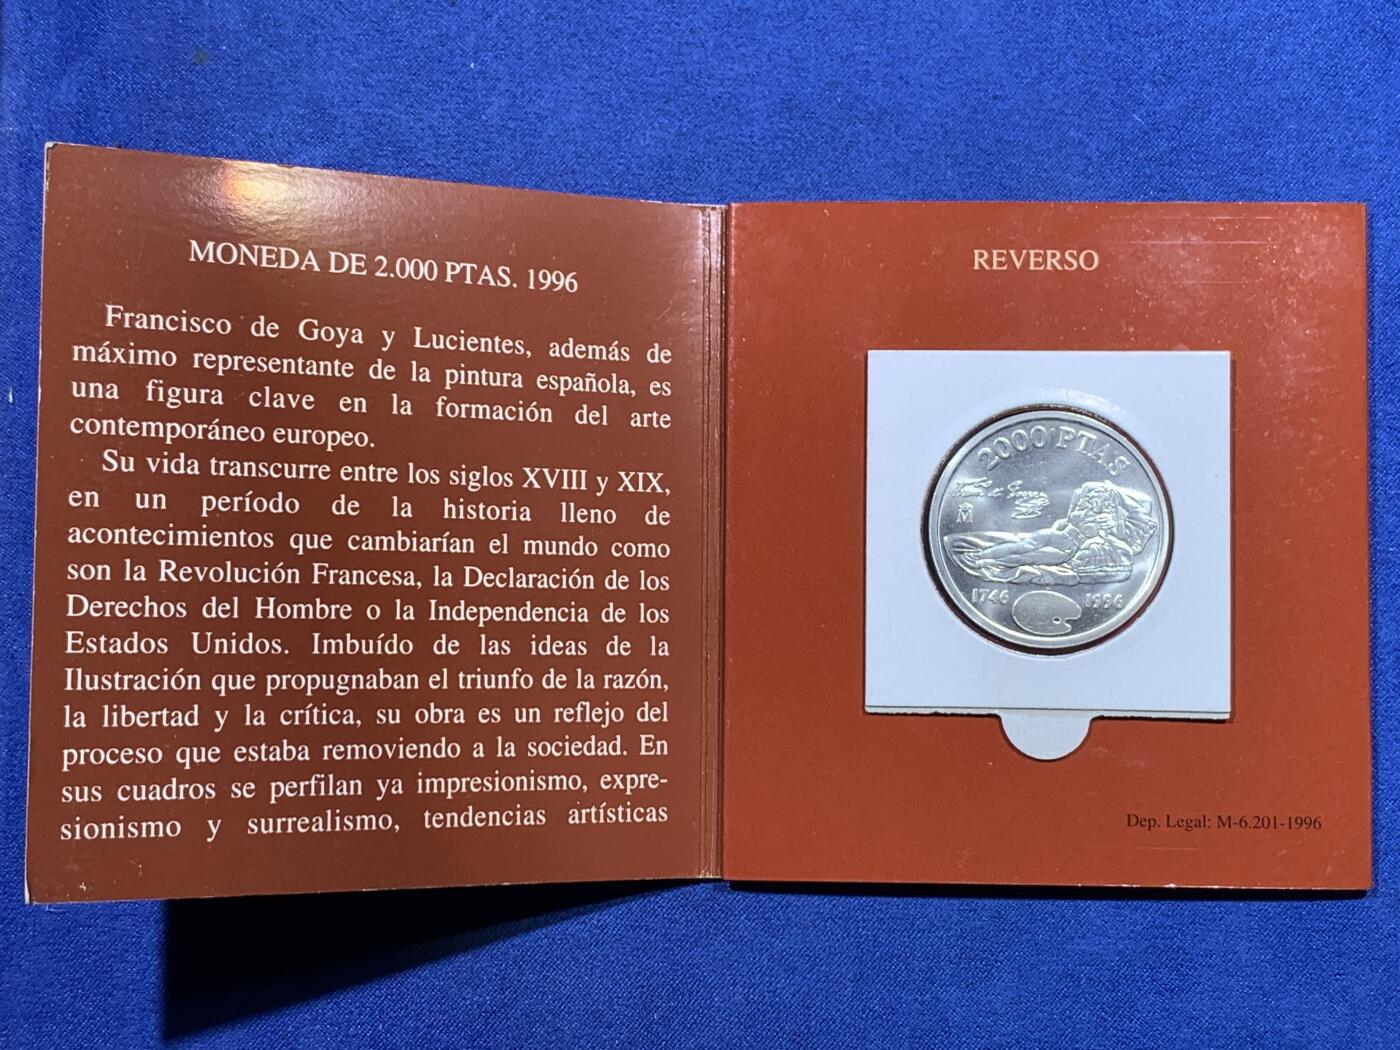 MONEDA DE 2.000 PTAS. 1996
Francisco de Goya y Lucientes, además de
máximo representante de la pintura española, es
una figura clave en la formación del arte
contemporáneo europeo.
Su vida transcurre entre los siglos XVIII y XIX,
en un período de la historia lleno de
acontecimientos que cambiarían el mundo como
son la Revolución Francesa, la Declaración de los
Derechos del Hombre o la Independencia de los
Estados Unidos. Imbuído de las ideas de la
Ilustración que propugnaban el triunfo de la razón,
la libertad y la crítica, su obra es un reflejo del
proceso que estaba removiendo a la sociedad. En
sus cuadros se perfilan ya impresionismo, expre-
sionismo y surrealismo, tendencias artísticas
REVERSO
2000 PTAS
M
1746 1996
Dep. Legal: M-6.201-1996